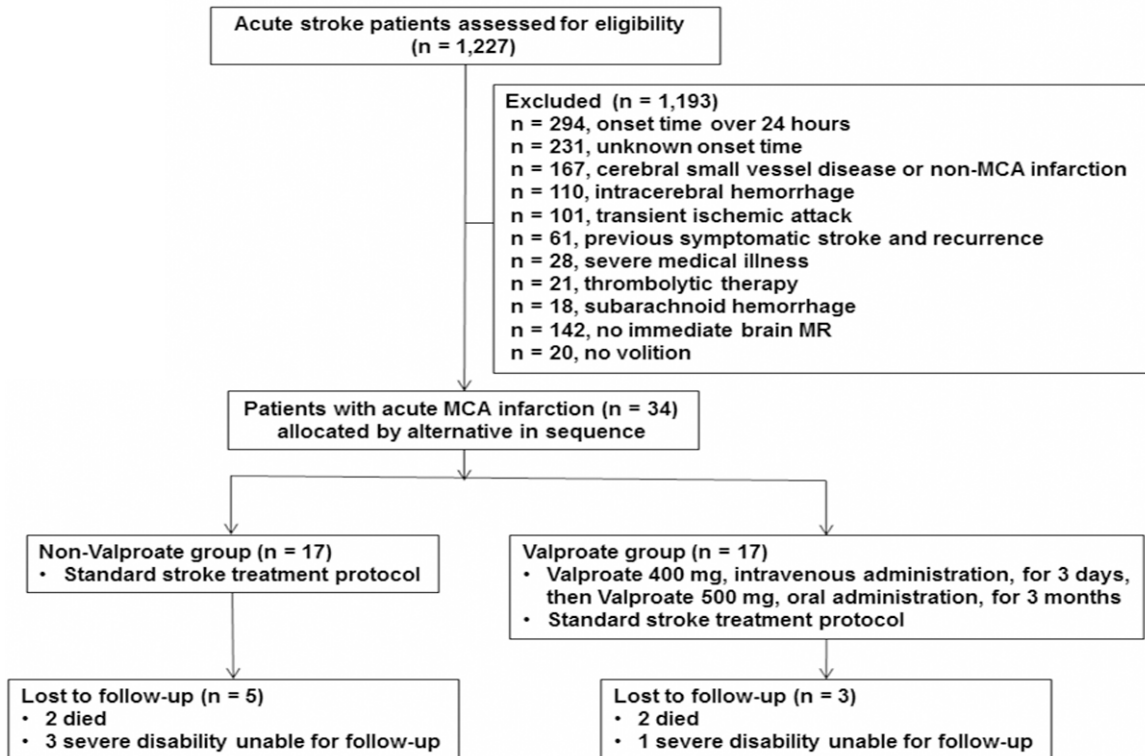 Acute stroke patients assessed for eligibility
(n = 1,227)
Excluded (n = 1,193)
n = 294, onset time over 24 hours
n = 231, unknown onset time
n = 167, cerebral small vessel disease or non-MCA infarction
n = 110, intracerebral hemorrhage
n = 101, transient ischemic attack
n = 61, previous symptomatic stroke and recurrence
n = 28, severe medical illness
n = 21, thrombolytic therapy
n = 18, subarachnoid hemorrhage
n = 142, no immediate brain MR
n = 20, no volition
Patients with acute MCA infarction (n = 34)
allocated by alternative in sequence
Non-Valproate group (n = 17)
• Standard stroke treatment protocol
Valproate group (n = 17)
• Valproate 400 mg, intravenous administration, for 3 days,
then Valproate 500 mg, oral administration, for 3 months
• Standard stroke treatment protocol
Lost to follow-up (n = 5)
• 2 died
• 3 severe disability unable for follow-up
Lost to follow-up (n = 3)
• 2 died
• 1 severe disability unable for follow-up